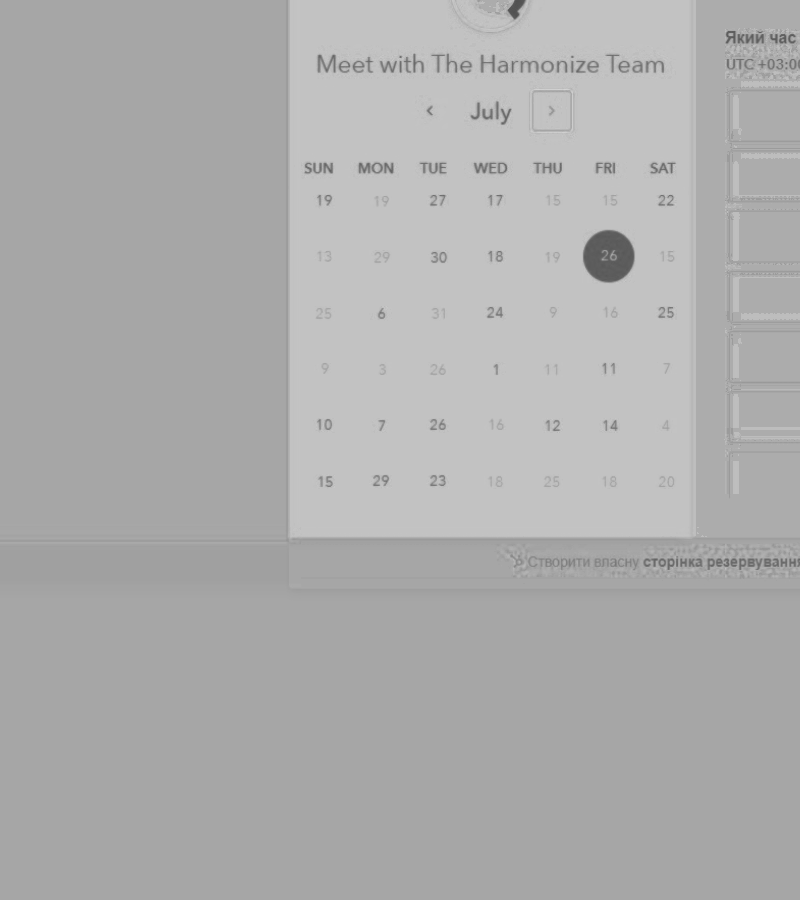 Який час
UTC +03:0
Meet with The Harmonize Team
‹ July ›
SUN MON TUE WED THU FRI SAT
19 19 27 17 15 15 22
13 29 30 18 19 26 15
25 6 31 24 9 16 25
9 3 26 1 11 11 7
10 7 26 16 12 14 4
15 29 23 18 25 18 20
Створити власну сторінка резервуванн